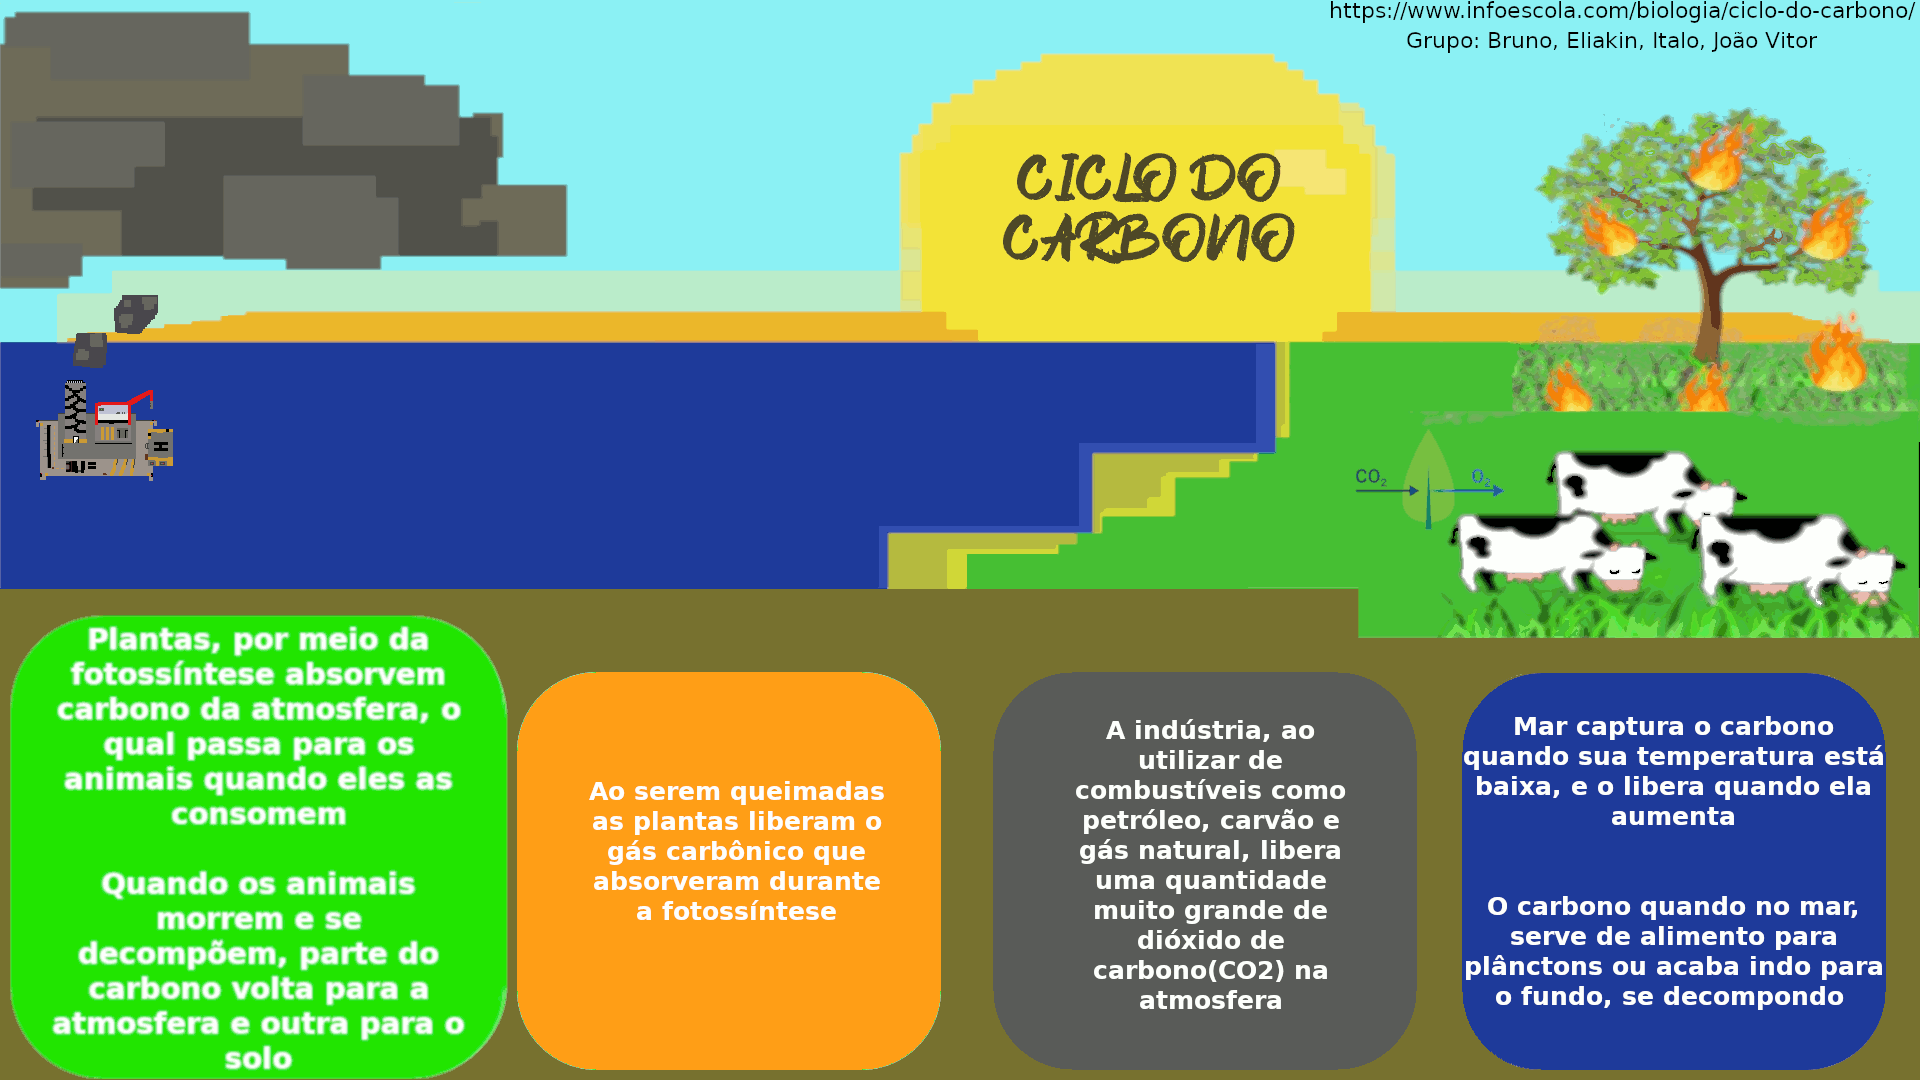 https://www.infoescola.com/biologia/ciclo-do-carbono/
Grupo: Bruno, Eliakin, Italo, João Vitor
CICLO DO
CARBONO
CO2
O2
H
Plantas, por meio da
fotossíntese absorvem
carbono da atmosfera, o
qual passa para os
animais quando eles as
consomem
Quando os animais
morrem e se
decompõem, parte do
carbono volta para a
atmosfera e outra para o
solo
Ao serem queimadas
as plantas liberam o
gás carbônico que
absorveram durante
a fotossíntese
A indústria, ao
utilizar de
combustíveis como
petróleo, carvão e
gás natural, libera
uma quantidade
muito grande de
dióxido de
carbono(CO2) na
atmosfera
Mar captura o carbono
quando sua temperatura está
baixa, e o libera quando ela
aumenta
O carbono quando no mar,
serve de alimento para
plânctons ou acaba indo para
o fundo, se decompondo